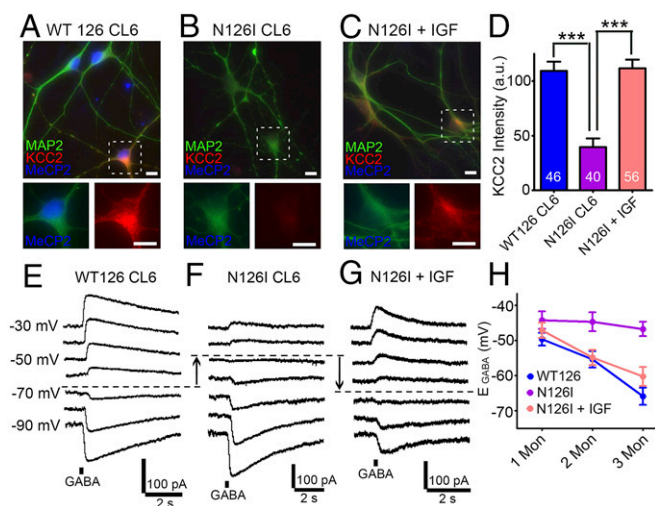 A WT 126 CL6
MAP2
KCC2
MeCP2
MeCP2
B N126I CL6
MAP2
KCC2
MeCP2
MeCP2
C N126I + IGF
MAP2
KCC2
MeCP2
MeCP2
D
KCC2 Intensity (a.u.)
100
50
0
*** ***
46 40 56
WT126 CL6
N126I CL6
N126I + IGF
E WT126 CL6
-30 mV
-50 mV
-70 mV
-90 mV
GABA
100 pA
2 s
F N126I CL6
GABA
100 pA
2 s
G N126I + IGF
GABA
100 pA
2 s
H
E GABA (mV)
-40
-50
-60
-70
WT126
N126I
N126I + IGF
1 Mon 2 Mon 3 Mon